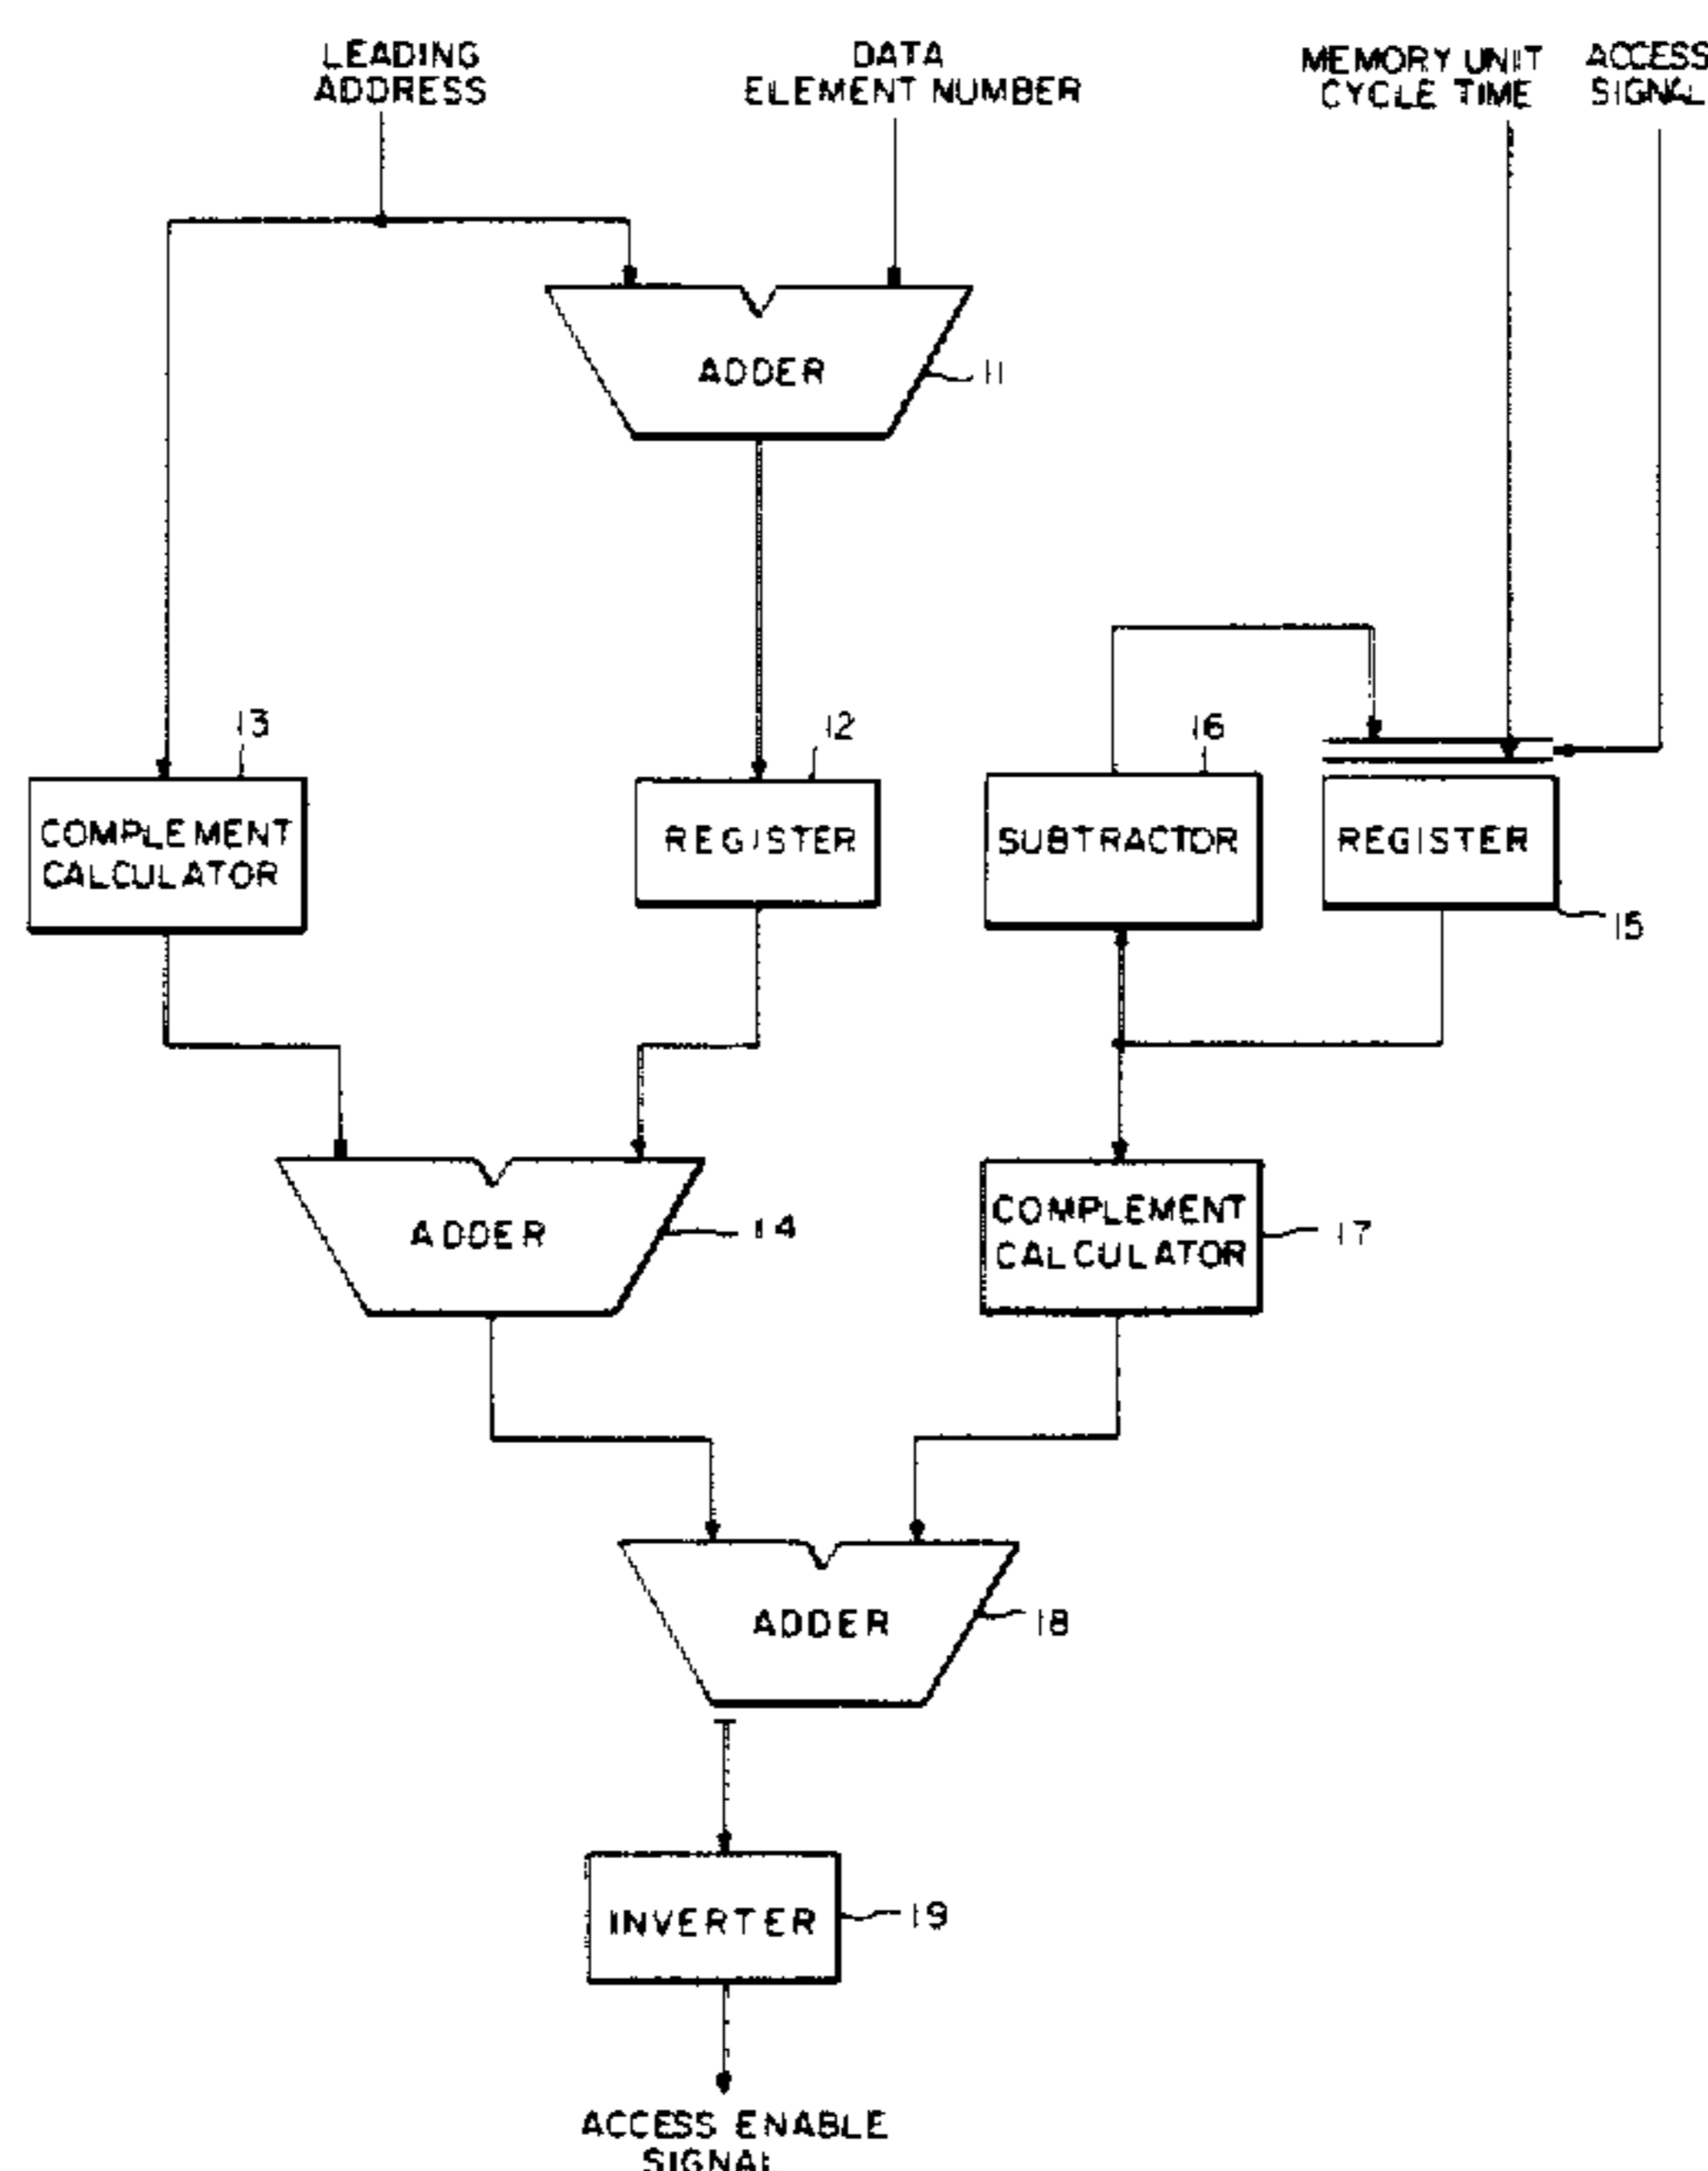 LEADING
ADDRESS
DATA
ELEMENT NUMBER
MEMORY UNIT
CYCLE TIME
ACCESS
SIGNAL
ADDER
11
13
12
16
COMPLEMENT
CALCULATOR
REGISTER
SUBTRACTOR
REGISTER
15
ADDER
14
COMPLEMENT
CALCULATOR
17
ADDER
18
INVERTER
19
ACCESS ENABLE
SIGNAL